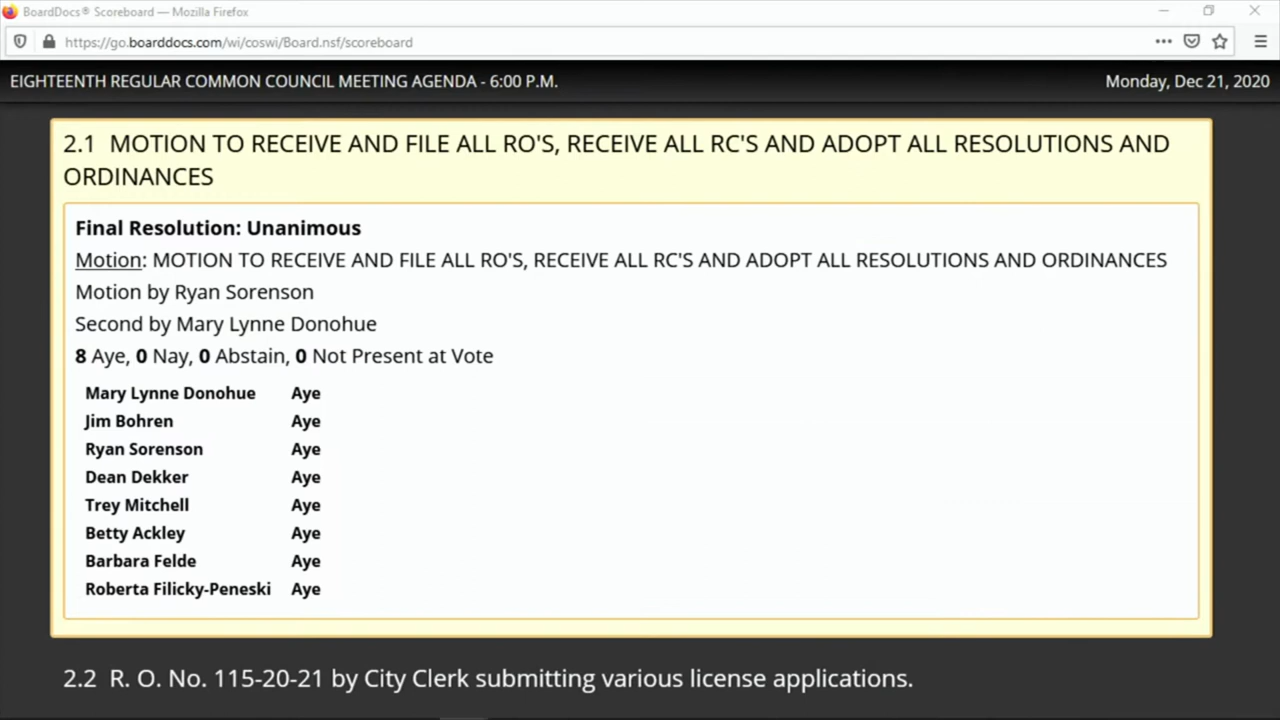 BoardDocs® Scoreboard — Mozilla Firefox
https://go.boarddocs.com/wi/coswi/Board.nsf/scoreboard
EIGHTEENTH REGULAR COMMON COUNCIL MEETING AGENDA - 6:00 P.M. Monday, Dec 21, 2020
2.1 MOTION TO RECEIVE AND FILE ALL RO'S, RECEIVE ALL RC'S AND ADOPT ALL RESOLUTIONS AND
ORDINANCES
Final Resolution: Unanimous
Motion: MOTION TO RECEIVE AND FILE ALL RO'S, RECEIVE ALL RC'S AND ADOPT ALL RESOLUTIONS AND ORDINANCES
Motion by Ryan Sorenson
Second by Mary Lynne Donohue
8 Aye, 0 Nay, 0 Abstain, 0 Not Present at Vote
Mary Lynne Donohue Aye
Jim Bohren Aye
Ryan Sorenson Aye
Dean Dekker Aye
Trey Mitchell Aye
Betty Ackley Aye
Barbara Felde Aye
Roberta Filicky-Peneski Aye
2.2 R. O. No. 115-20-21 by City Clerk submitting various license applications.